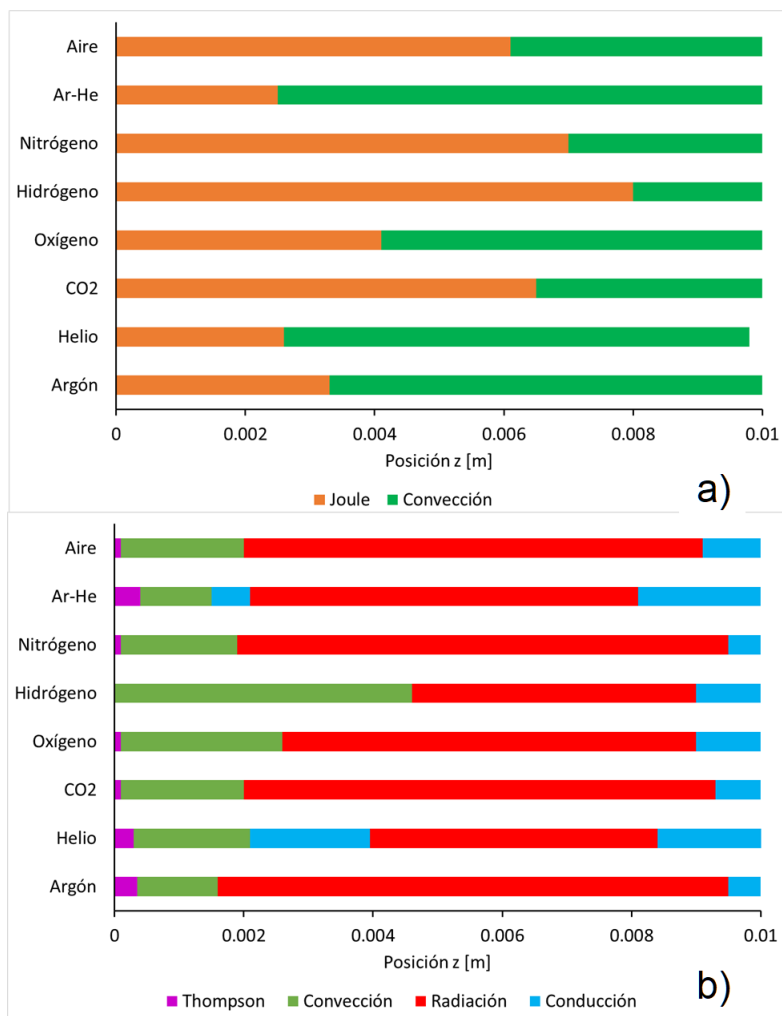 Aire
Ar-He
Nitrógeno
Hidrógeno
Oxígeno
CO2
Helio
Argón
0 0.002 0.004 0.006 0.008 0.01
Posición z [m]
Joule Convección
a)
Aire
Ar-He
Nitrógeno
Hidrógeno
Oxígeno
CO2
Helio
Argón
0 0.002 0.004 0.006 0.008 0.01
Posición z [m]
Thompson Convección Radiación Conducción
b)